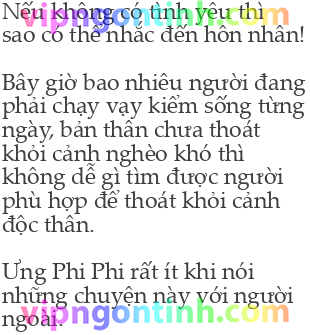 Nếu không có tình yêu thì
sao có thể nhắc đến hôn nhân!
Bây giờ bao nhiêu người đang
phải chạy vạy kiếm sống từng
ngày, bản thân chưa thoát
khỏi cảnh nghèo khó thì
không dễ gì tìm được người
phù hợp để thoát khỏi cảnh
độc thân.
Ưng Phi Phi rất ít khi nói
những chuyện này với người
ngoài.
vipngontinh.com
vipngontinh.com